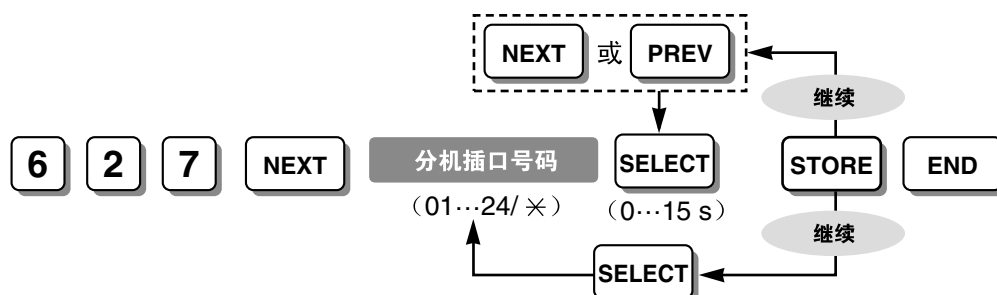 NEXT 或 PREV
继续
6 2 7 NEXT 分机插口号码 SELECT STORE END
（01…24/ ✳） （0…15 s）
继续
SELECT